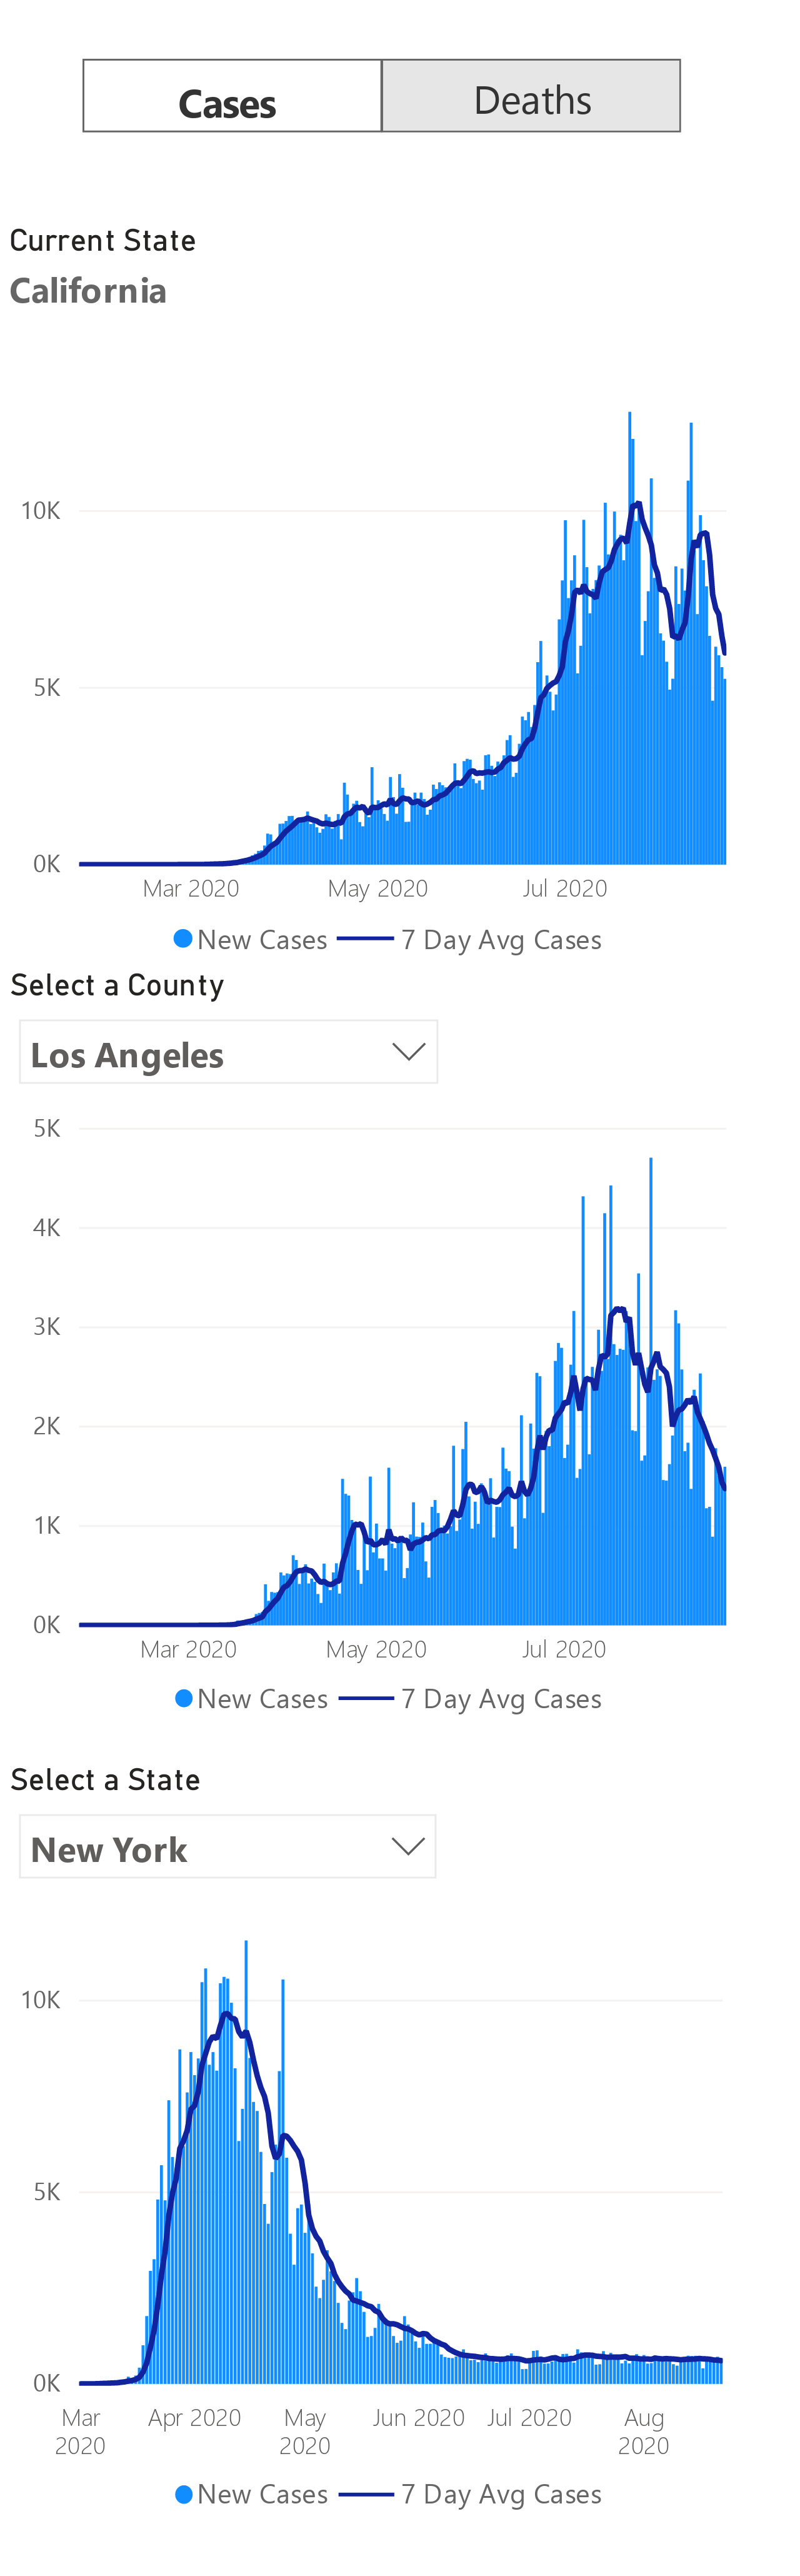 Cases Deaths
Current State
California
10K
5K
0K
Mar 2020 May 2020 Jul 2020
New Cases 7 Day Avg Cases
Select a County
Los Angeles
5K
4K
3K
2K
1K
0K
Mar 2020 May 2020 Jul 2020
New Cases 7 Day Avg Cases
Select a State
New York
10K
5K
0K
Mar 2020 Apr 2020 May 2020 Jun 2020 Jul 2020 Aug 2020
New Cases 7 Day Avg Cases